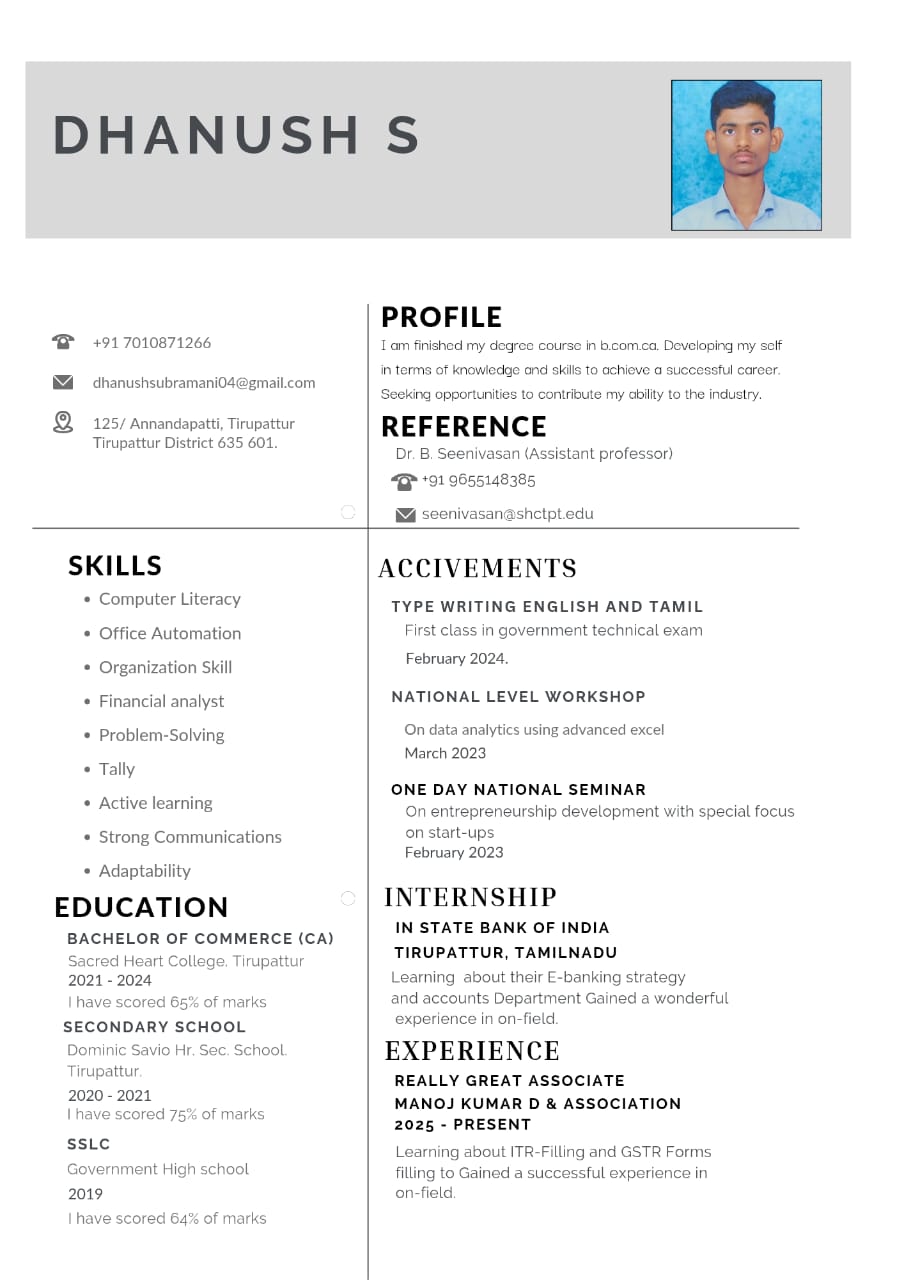 DHANUSH S
+91 7010871266
dhanushsubramani04@gmail.com
125/ Annandapatti, Tirupattur
Tirupattur District 635 601.
PROFILE
I am finished my degree course in b.com.ca. Developing my self
in terms of knowledge and skills to achieve a successful career.
Seeking opportunities to contribute my ability to the industry.
REFERENCE
Dr. B. Seenivasan (Assistant professor)
+91 9655148385
seenivasan@shctpt.edu
SKILLS
• Computer Literacy
• Office Automation
• Organization Skill
• Financial analyst
• Problem-Solving
• Tally
• Active learning
• Strong Communications
• Adaptability
EDUCATION
BACHELOR OF COMMERCE (CA)
Sacred Heart College. Tirupattur
2021 - 2024
I have scored 65% of marks
SECONDARY SCHOOL
Dominic Savio Hr. Sec. School.
Tirupattur.
2020 - 2021
I have scored 75% of marks
SSLC
Government High school
2019
I have scored 64% of marks
ACCIVEMENTS
TYPE WRITING ENGLISH AND TAMIL
First class in government technical exam
February 2024.
NATIONAL LEVEL WORKSHOP
On data analytics using advanced excel
March 2023
ONE DAY NATIONAL SEMINAR
On entrepreneurship development with special focus
on start-ups
February 2023
INTERNSHIP
IN STATE BANK OF INDIA
TIRUPATTUR, TAMILNADU
Learning about their E-banking strategy
and accounts Department Gained a wonderful
experience in on-field.
EXPERIENCE
REALLY GREAT ASSOCIATE
MANOJ KUMAR D & ASSOCIATION
2025 - PRESENT
Learning about ITR-Filling and GSTR Forms
filling to Gained a successful experience in
on-field.